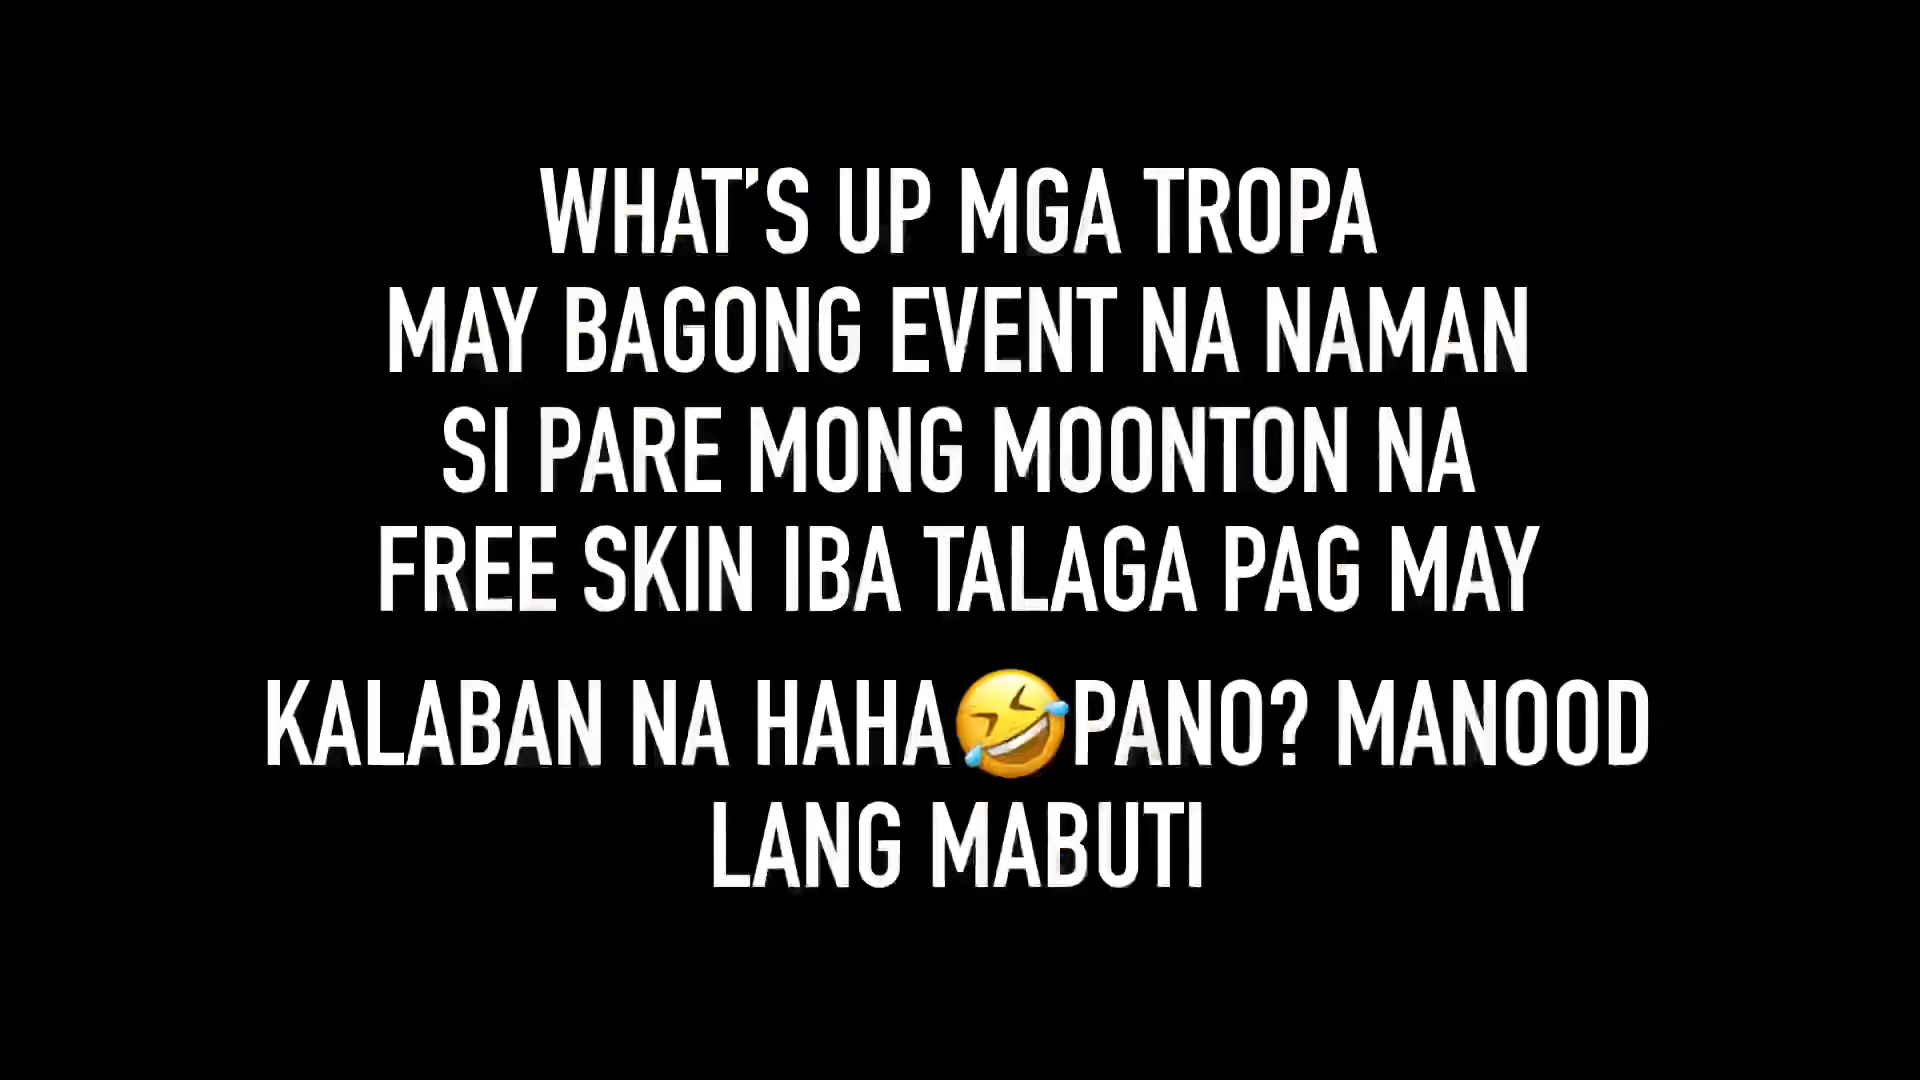 WHAT'S UP MGA TROPA
MAY BAGONG EVENT NA NAMAN
SI PARE MONG MOONTON NA
FREE SKIN IBA TALAGA PAG MAY
KALABAN NA HAHA🤣PANO? MANOOD
LANG MABUTI